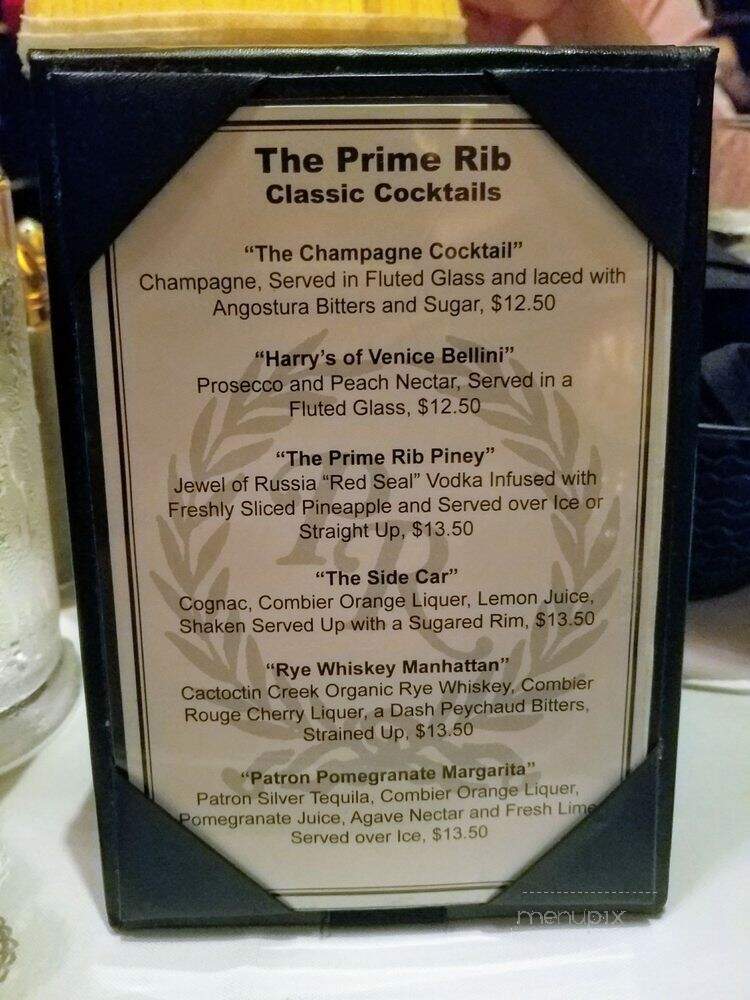 The Prime Rib
Classic Cocktails
“The Champagne Cocktail”
Champagne, Served in Fluted Glass and laced with
Angostura Bitters and Sugar, $12.50
“Harry’s of Venice Bellini”
Prosecco and Peach Nectar, Served in a
Fluted Glass, $12.50
“The Prime Rib Piney”
Jewel of Russia “Red Seal” Vodka Infused with
Freshly Sliced Pineapple and Served over Ice or
Straight Up, $13.50
“The Side Car”
Cognac, Combier Orange Liquer, Lemon Juice,
Shaken Served Up with a Sugared Rim, $13.50
“Rye Whiskey Manhattan”
Cactoctin Creek Organic Rye Whiskey, Combier
Rouge Cherry Liquer, a Dash Peychaud Bitters,
Strained Up, $13.50
“Patron Pomegranate Margarita”
Patron Silver Tequila, Combier Orange Liquer,
Pomegranate Juice, Agave Nectar and Fresh Lime
Served over Ice, $13.50
menupix